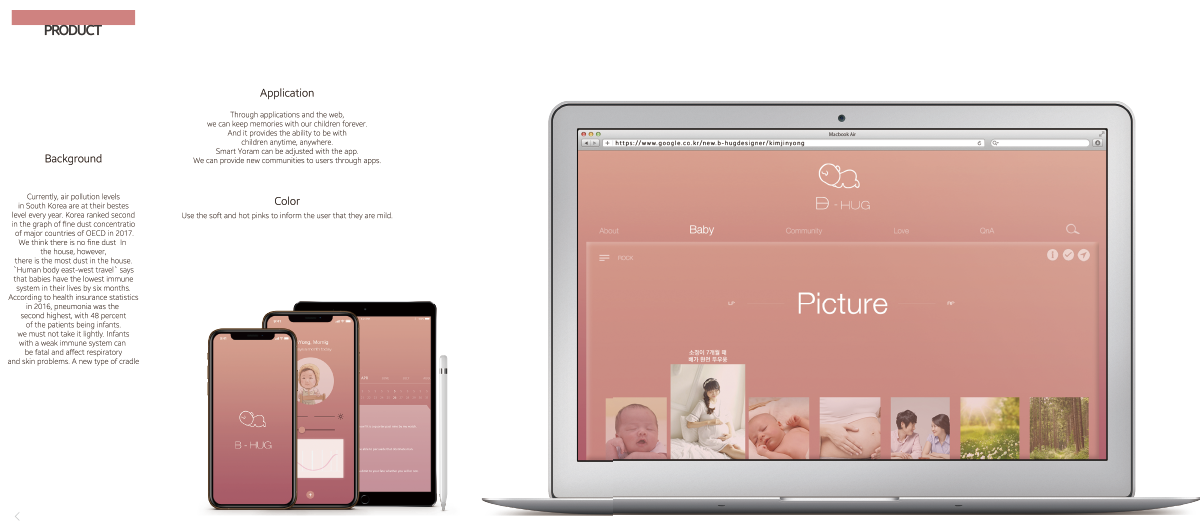 PRODUCT
Background
Currently, air pollution levels
in South Korea are at their bestes
level every year. Korea ranked second
in the graph of fine dust concentratio
of major countries of OECD in 2017.
We think there is no fine dust In
the house, however,
there is the most dust in the house.
`Human body east-west travel` says
that babies have the lowest immune
system in their lives by six months.
According to health insurance statistics
in 2016, pneumonia was the
second highest, with 48 percent
of the patients being infants.
we must not take it lightly. Infants
with a weak immune system can
be fatal and affect respiratory
and skin problems. A new type of cradle
Application
Through applications and the web,
we can keep memories with our children forever.
And it provides the ability to be with
children anytime, anywhere.
Smart Yoram can be adjusted with the app.
We can provide new communities to users through apps.
Color
Use the soft and hot pinks to inform the user that they are mild.
B - HUG
Macbook Air
https://www.google.co.kr/new.b-hugdesigner/kimjinyong
B - HUG
About
Baby
Community
Love
QnA
Picture
소정이 7개월 때